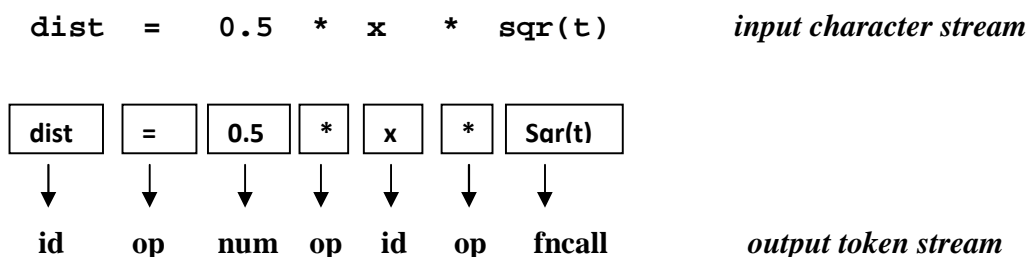 dist = 0.5 * x * sqr(t) input character stream
dist = 0.5 * x * Sqr(t)
id op num op id op fncall output token stream